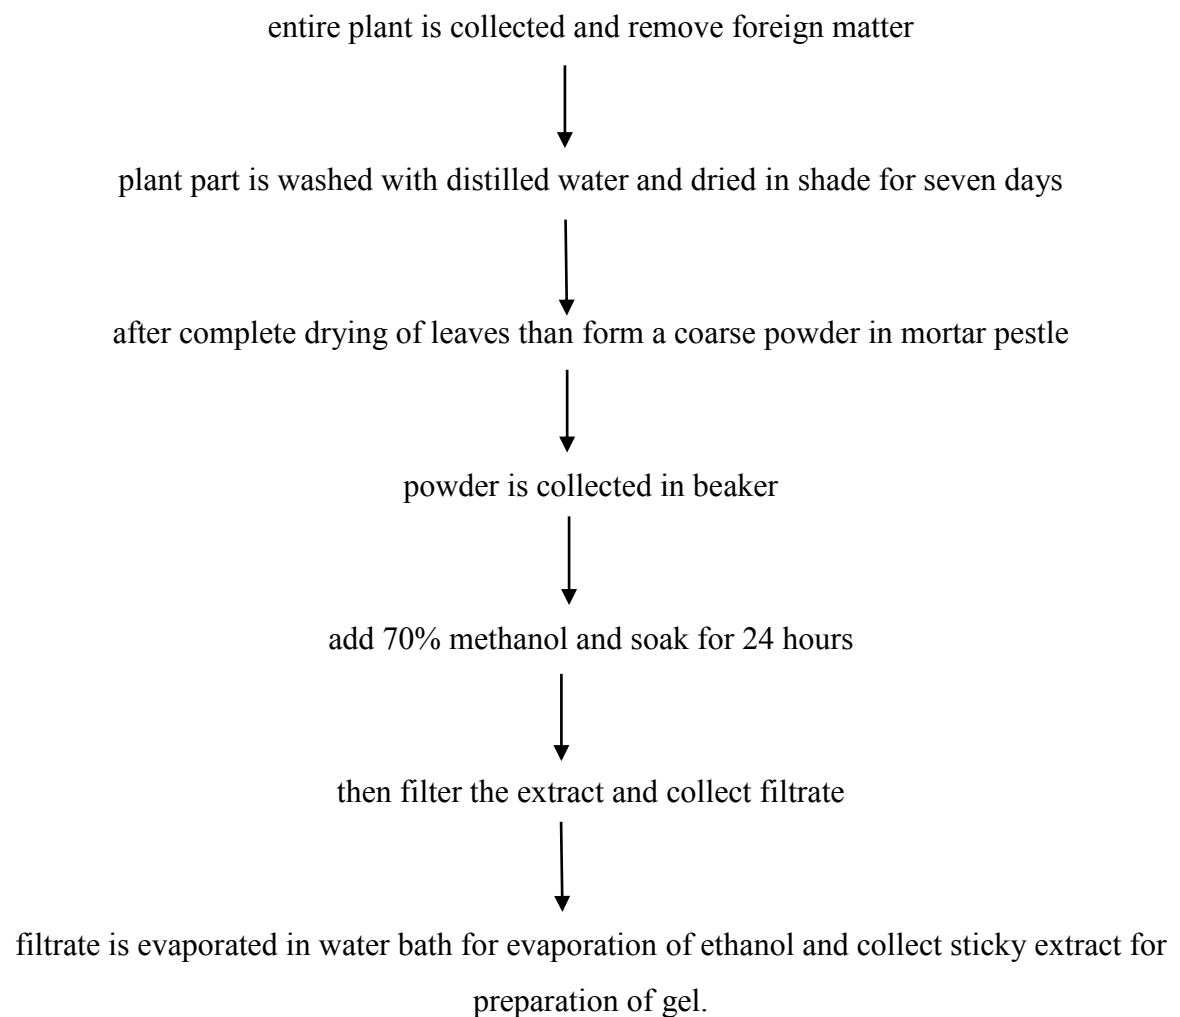 entire plant is collected and remove foreign matter
plant part is washed with distilled water and dried in shade for seven days
after complete drying of leaves than form a coarse powder in mortar pestle
powder is collected in beaker
add 70% methanol and soak for 24 hours
then filter the extract and collect filtrate
filtrate is evaporated in water bath for evaporation of ethanol and collect sticky extract for
preparation of gel.